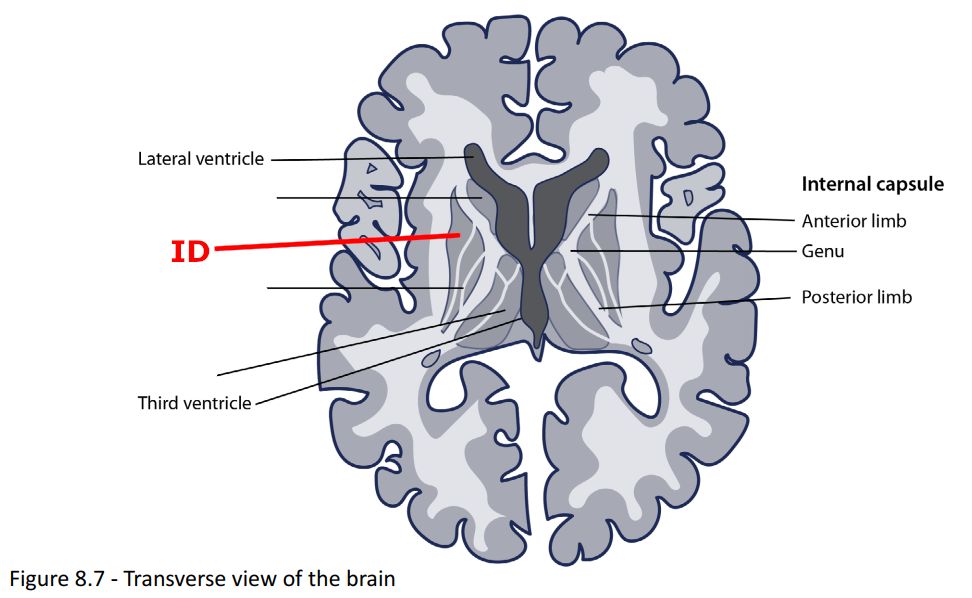 Lateral ventricle
ID
Third ventricle
Internal capsule
Anterior limb
Genu
Posterior limb
Figure 8.7 - Transverse view of the brain